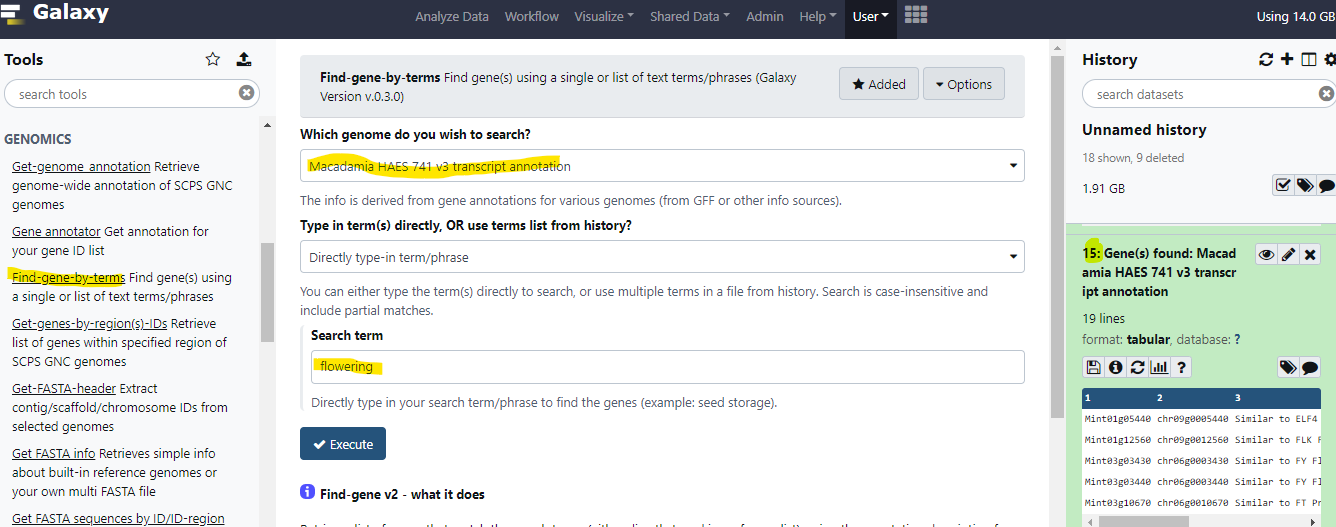 Galaxy
Analyze Data Workflow Visualize Shared Data Admin Help User
Using 14.0 GB
Tools
search tools
GENOMICS
Get-genome_annotation Retrieve
genome-wide annotation of SCPS GNC
genomes
Gene annotator Get annotation for
your gene ID list
Find-gene-by-terms Find gene(s) using
a single or list of text terms/phrases
Get-genes-by-region(s)-IDs Retrieve
list of genes within specified region of
SCPS GNC genomes
Get-FASTA-header Extract
contig/scaffold/chromosome IDs from
selected genomes
Get FASTA info Retrieves simple info
about built-in reference genomes or
your own multi FASTA file
Get FASTA sequences by ID/ID-region
Find-gene-by-terms Find gene(s) using a single or list of text terms/phrases (Galaxy
Version v.0.3.0)
Added
Options
Which genome do you wish to search?
Macadamia HAES 741 v3 transcript annotation
The info is derived from gene annotations for various genomes (from GFF or other info sources).
Type in term(s) directly, OR use terms list from history?
Directly type-in term/phrase
You can either type the term(s) directly to search, or use multiple terms in a file from history. Search is case-insensitive and
include partial matches.
Search term
flowering
Directly type in your search term/phrase to find the genes (example: seed storage).
Execute
Find-gene v2 - what it does
History
search datasets
Unnamed history
18 shown, 9 deleted
1.91 GB
15: Gene(s) found: Macad
amia HAES 741 v3 transcr
ipt annotation
19 lines
format: tabular, database: ?
1 2 3
Mint01g05440 chr09g0005440 Similar to ELF4
Mint01g12560 chr09g0012560 Similar to FLK F
Mint03g03430 chr06g0003430 Similar to FY Fl
Mint03g03440 chr06g0003440 Similar to FY Fl
Mint03g10670 chr06g0010670 Similar to FT Pr